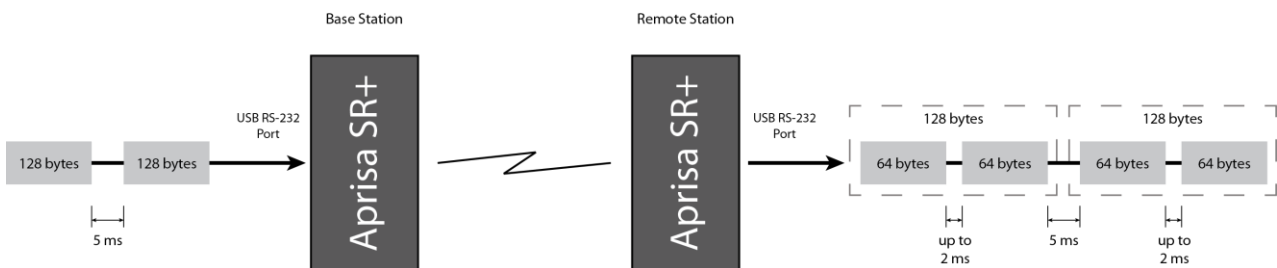 Base Station
Remote Station
USB RS-232
Port
USB RS-232
Port
128 bytes
128 bytes
128 bytes
128 bytes
Aprisa SR+
Aprisa SR+
64 bytes
64 bytes
64 bytes
64 bytes
5 ms
up to
2 ms
5 ms
up to
2 ms